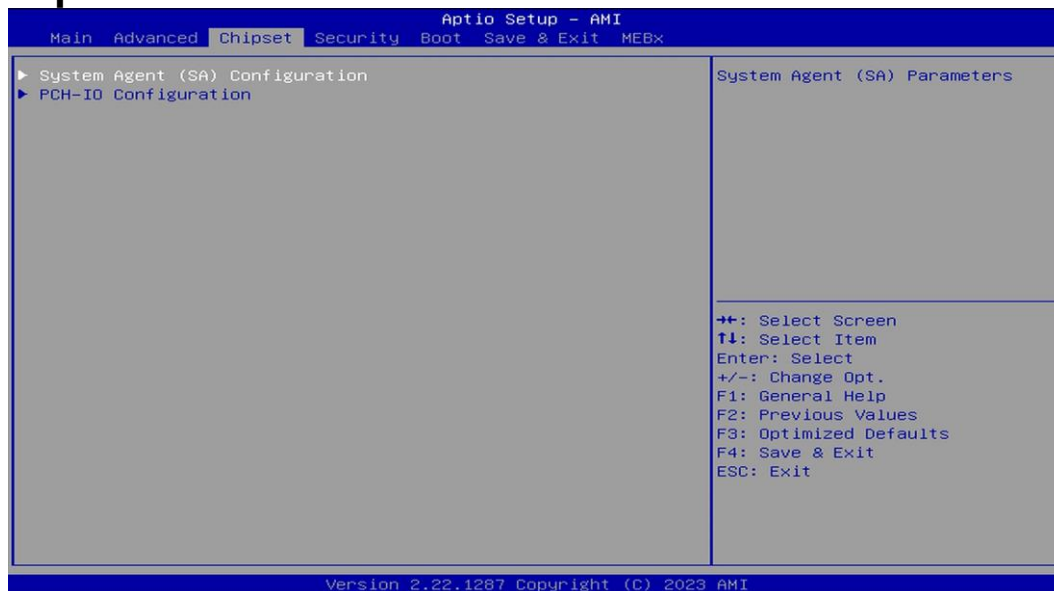 Aptio Setup – AMI
Main Advanced Chipset Security Boot Save & Exit MEBx
▶ System Agent (SA) Configuration
▶ PCH-IO Configuration
System Agent (SA) Parameters
→←: Select Screen
↑↓: Select Item
Enter: Select
+/-: Change Opt.
F1: General Help
F2: Previous Values
F3: Optimized Defaults
F4: Save & Exit
ESC: Exit
Version 2.22.1287 Copyright (C) 2023 AMI